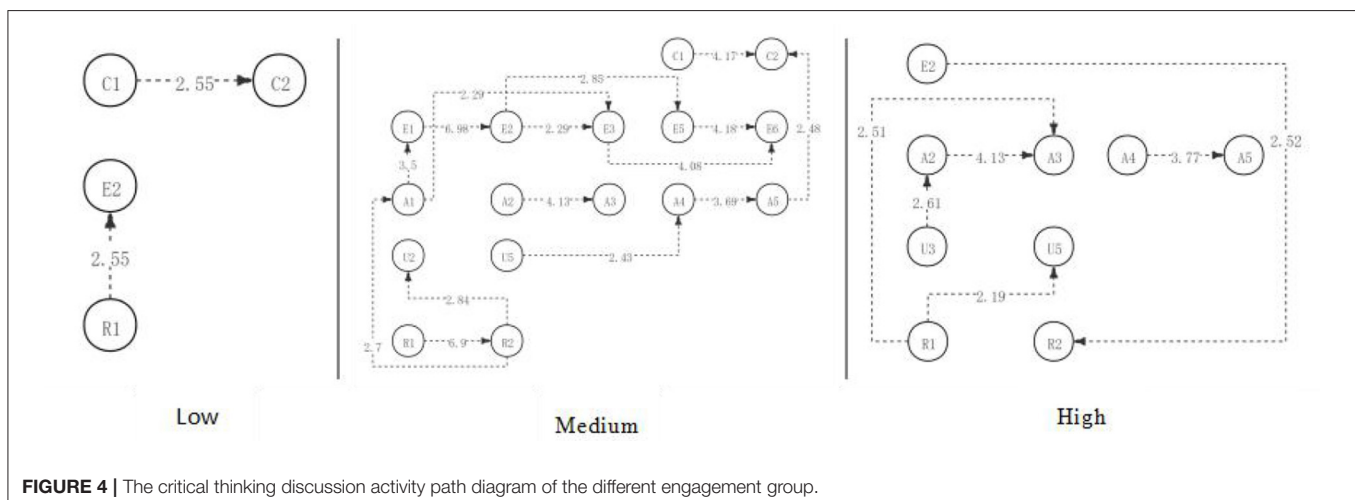 C1 2.55 C2
E2
2.55
R1
Low
C1 4.17 C2
2.85
2.29
E1 6.98 E2 2.29 E3 E5 4.18 E6 2.48
3.5 4.08
A1 A2 4.13 A3 A4 3.69 A5
U2 U5 2.43
2.84
2.7 R1 6.9 R2
Medium
E2
2.51 2.52
A2 4.13 A3 A4 3.77 A5
2.61
U3 U5
2.19
R1 R2
High
FIGURE 4 | The critical thinking discussion activity path diagram of the different engagement group.